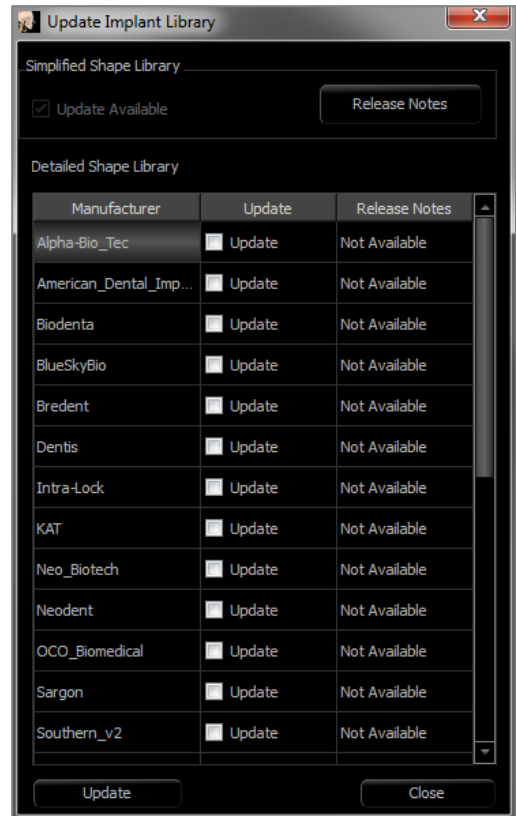 Update Implant Library
Simplified Shape Library
Update Available
Release Notes
Detailed Shape Library
Manufacturer Update Release Notes
Alpha-Bio_Tec Update Not Available
American_Dental_Imp... Update Not Available
Biodenta Update Not Available
BlueSkyBio Update Not Available
Bredent Update Not Available
Dentis Update Not Available
Intra-Lock Update Not Available
KAT Update Not Available
Neo_Biotech Update Not Available
Neodent Update Not Available
OCO_Biomedical Update Not Available
Sargon Update Not Available
Southern_v2 Update Not Available
Update Close